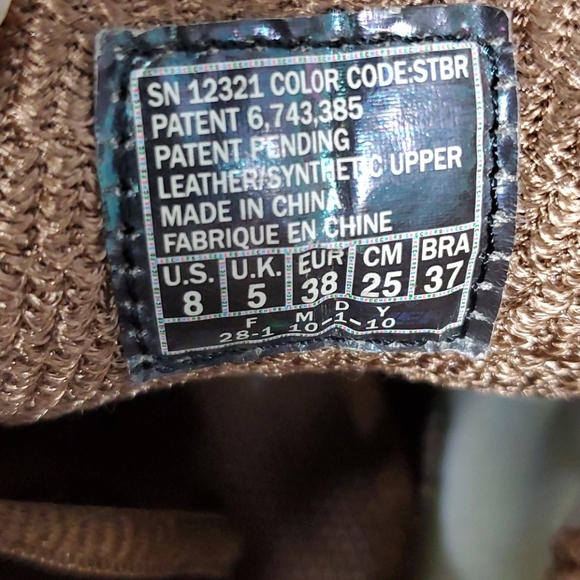 SN 12321 COLOR CODE:STBR
PATENT 6,743,385
PATENT PENDING
LEATHER/SYNTHETIC UPPER
MADE IN CHINA
FABRIQUE EN CHINE
U.S. U.K. EUR CM BRA
8 5 38 25 37
F M D Y
28-1 10-1-10